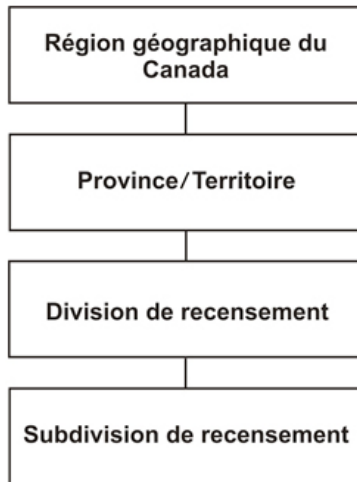 Région géographique du
Canada
Province/Territoire
Division de recensement
Subdivision de recensement